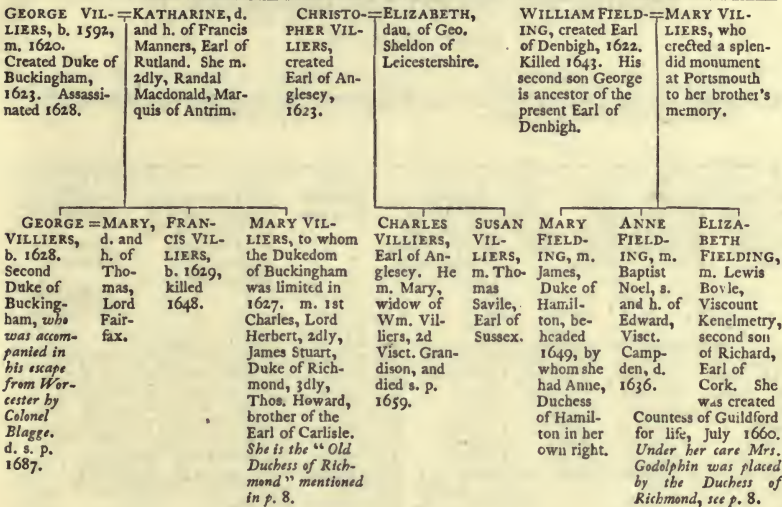 GEORGE VIL-
LIERS, b. 1592,
m. 1620.
Created Duke of
Buckingham,
1623. Assassi-
nated 1628.
KATHARINE, d.
and h. of Francis
Manners, Earl of
Rutland. She m.
2dly, Randal
Macdonald, Mar-
quis of Antrim.
CHRISTO-
PHER VIL-
LIERS,
created
Earl of An-
glesey,
1623.
ELIZABETH,
dau. of Geo.
Sheldon of
Leicestershire.
WILLIAM FIELD-
ING, created Earl
of Denbigh, 1622.
Killed 1643. His
second son George
is ancestor of the
present Earl of
Denbigh.
MARY VIL-
LIERS, who
erected a splen-
did monument
at Portsmouth
to her brother's
memory.
GEORGE =
VILLIERS,
b. 1628.
Second
Duke of
Bucking-
ham, who
was accom-
panied in
his escape
from Wor-
cester by
Colonel
Blagge.
d. s. p.
1687.
MARY,
d. and
h. of
Tho-
mas,
Lord
Fair-
fax.
FRAN-
CIS VIL-
LIERS,
b. 1629,
killed
1648.
MARY VIL-
LIERS, to whom
the Dukedom
of Buckingham
was limited in
1627. m. 1st
Charles, Lord
Herbert, 2dly,
James Stuart,
Duke of Rich-
mond, 3dly,
Thos. Howard,
brother of the
Earl of Carlisle.
She is the "Old
Duchess of Rich-
mond" mentioned
in p. 8.
CHARLES
VILLIERS,
Earl of An-
glesey. He
m. Mary,
widow of
Wm. Vil-
liers, 2d
Visct. Gran-
dison, and
died s. p.
1659.
SUSAN
VIL-
LIERS,
m. Tho-
mas
Savile,
Earl of
Sussex.
MARY
FIELD-
ING, m.
James,
Duke of
Hamil-
ton, be-
headed
1649, by
whom she
had Anne,
Duchess
of Hamil-
ton in her
own right.
ANNE
FIELD-
ING, m.
Baptist
Noel, s.
and h. of
Edward,
Visct.
Camp-
den, d.
1636.
ELIZA-
BETH
FIELDING,
m. Lewis
Boyle,
Viscount
Kenelmetry,
second son
of Richard,
Earl of
Cork. She
was created
Countess of Guildford
for life, July 1660.
Under her care Mrs.
Godolphin was placed
by the Duchess of
Richmond, see p. 8.